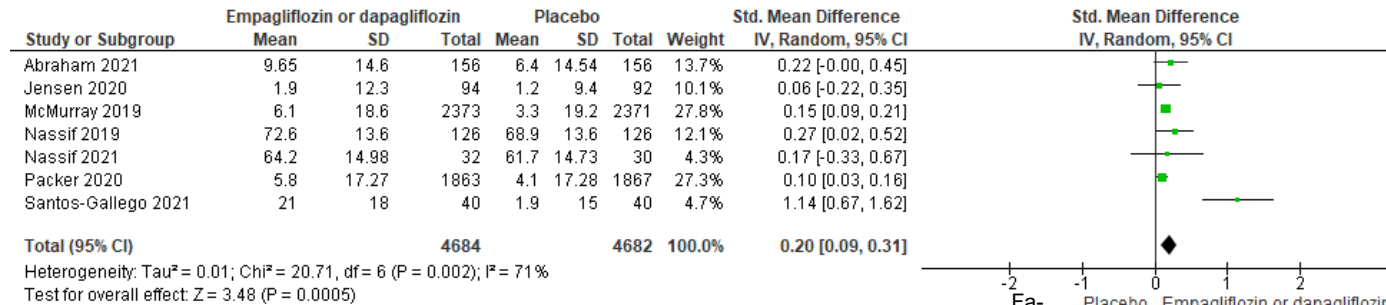 Empagliflozin or dapagliflozin Placebo Std. Mean Difference Std. Mean Difference
Study or Subgroup Mean SD Total Mean SD Total Weight IV, Random, 95% CI IV, Random, 95% CI
Abraham 2021 9.65 14.6 156 6.4 14.54 156 13.7% 0.22 [-0.00, 0.45]
Jensen 2020 1.9 12.3 94 1.2 9.4 92 10.1% 0.06 [-0.22, 0.35]
McMurray 2019 6.1 18.6 2373 3.3 19.2 2371 27.8% 0.15 [0.09, 0.21]
Nassif 2019 72.6 13.6 126 68.9 13.6 126 12.1% 0.27 [0.02, 0.52]
Nassif 2021 64.2 14.98 32 61.7 14.73 30 4.3% 0.17 [-0.33, 0.67]
Packer 2020 5.8 17.27 1863 4.1 17.28 1867 27.3% 0.10 [0.03, 0.16]
Santos-Gallego 2021 21 18 40 1.9 15 40 4.7% 1.14 [0.67, 1.62]
Total (95% CI) 4684 4682 100.0% 0.20 [0.09, 0.31]
Heterogeneity: Tau² = 0.01; Chi² = 20.71, df = 6 (P = 0.002); I² = 71%
-2 -1 0 1 2
Test for overall effect: Z = 3.48 (P = 0.0005)
Fa- Placebo Empagliflozin or dapagliflozin